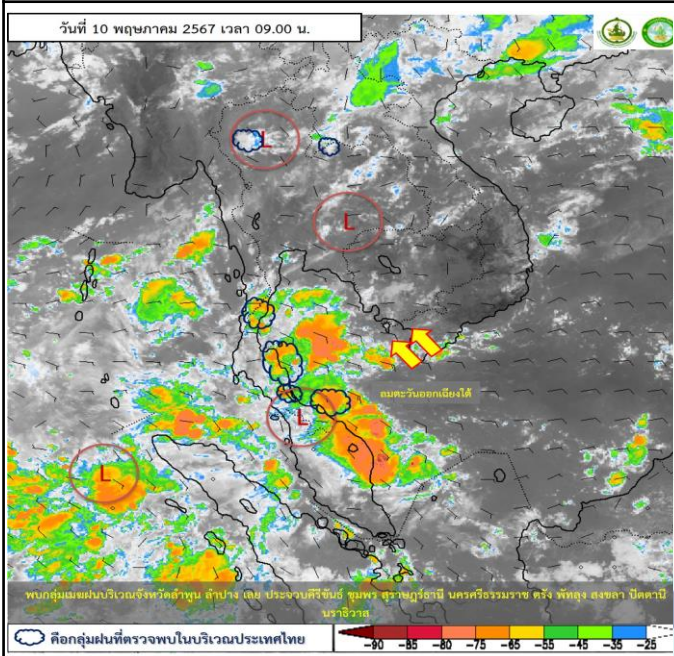 วันที่ 10 พฤษภาคม 2567 เวลา 09.00 น.
L
L
ลมตะวันออกเฉียงใต้
L
L
พบกลุ่มเมฆฝนบริเวณจังหวัดลำพูน ลำปาง เลย ประจวบคีรีขันธ์ ชุมพร สุราษฎร์ธานี นครศรีธรรมราช ตรัง พัทลุง สงขลา ปัตตานี
นราธิวาส
คือกลุ่มฝนที่ตรวจพบในบริเวณประเทศไทย
-90 -85 -80 -75 -65 -55 -45 -35 -25